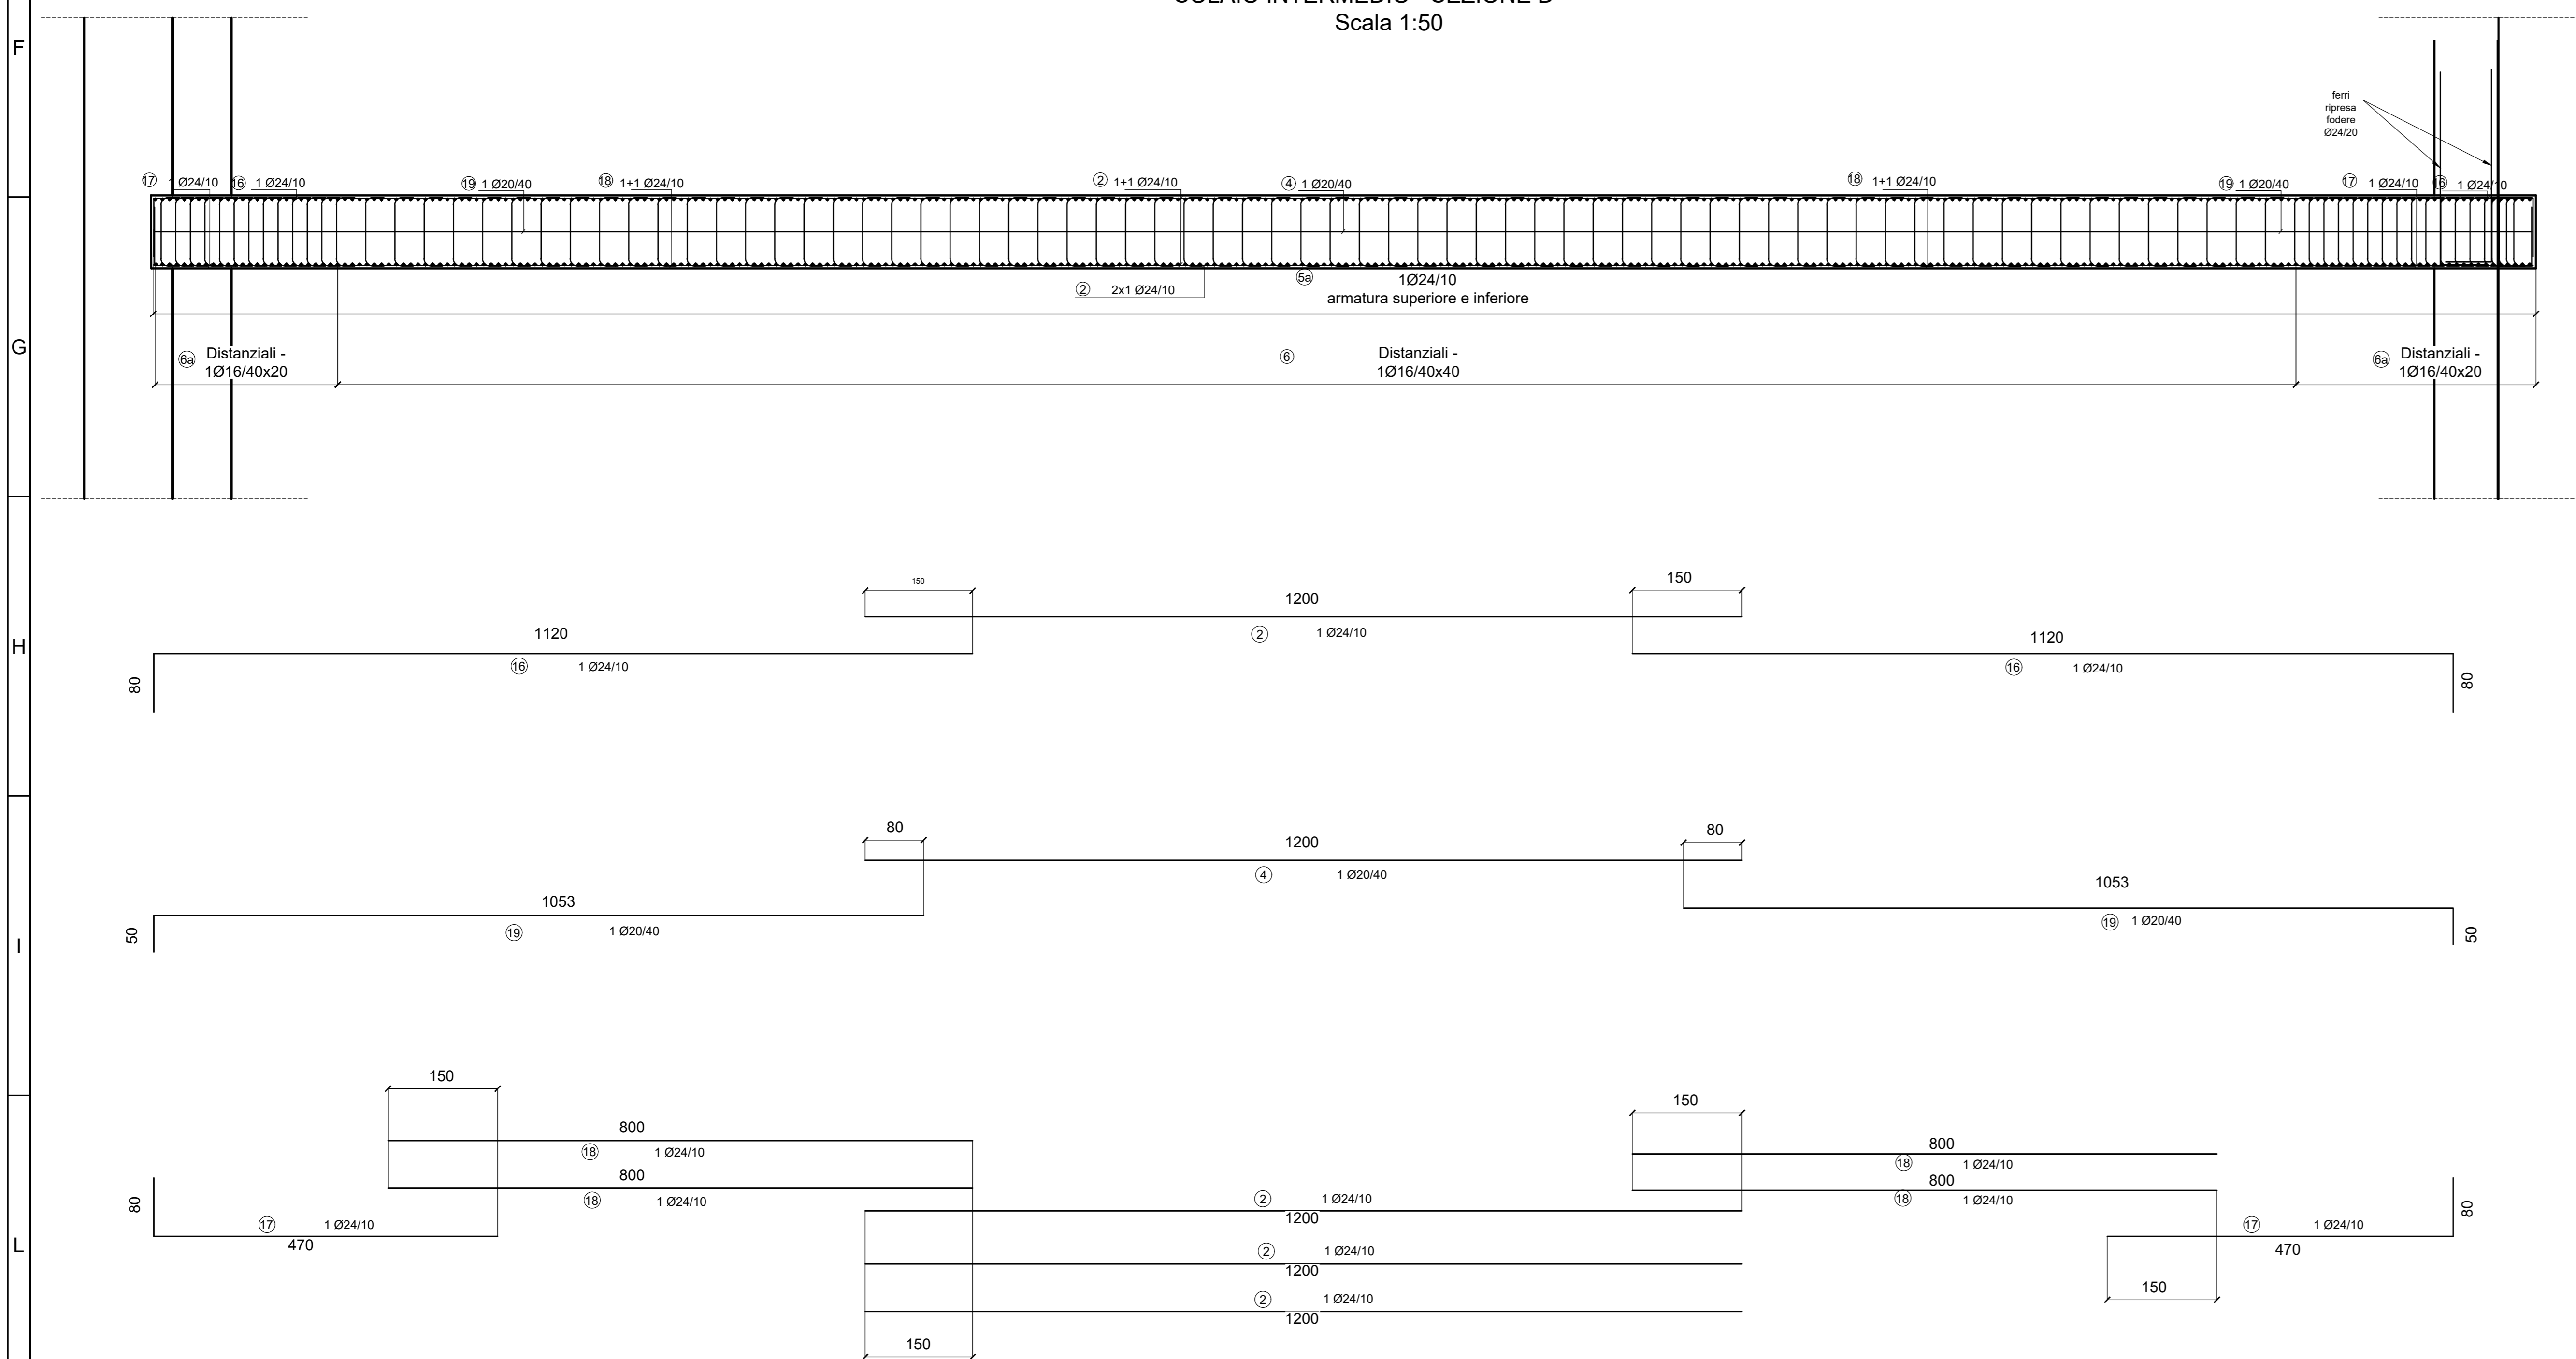 Scala 1:50
F
ferri
ripresa
fodere
Ø24/20
17 1 Ø24/10
16 1 Ø24/10
19 1 Ø20/40
18 1+1 Ø24/10
2 1+1 Ø24/10
4 1 Ø20/40
18 1+1 Ø24/10
19 1 Ø20/40
17 1 Ø24/10
16 1 Ø24/10
5a 1Ø24/10
armatura superiore e inferiore
2 2x1 Ø24/10
G
6a Distanziali -
1Ø16/40x20
6 Distanziali -
1Ø16/40x40
6a Distanziali -
1Ø16/40x20
150
150
1200
2 1 Ø24/10
H
1120
16 1 Ø24/10
80
1120
16 1 Ø24/10
80
80
80
1200
4 1 Ø20/40
I
1053
19 1 Ø20/40
50
1053
19 1 Ø20/40
50
150
150
800
18 1 Ø24/10
800
18 1 Ø24/10
800
18 1 Ø24/10
800
18 1 Ø24/10
L
80
17 1 Ø24/10
470
2 1 Ø24/10
1200
2 1 Ø24/10
1200
2 1 Ø24/10
1200
80
17 1 Ø24/10
470
150
150